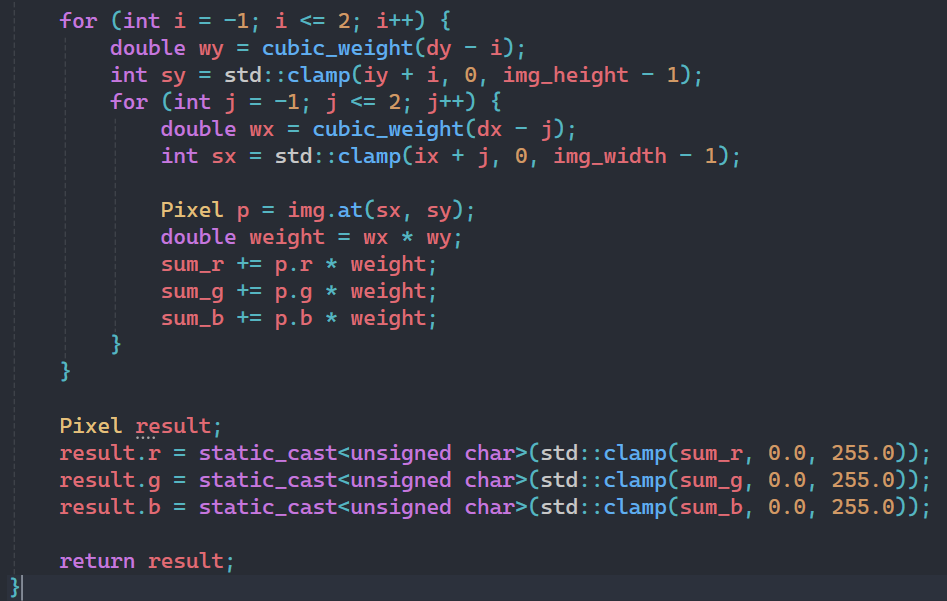 for (int i = -1; i <= 2; i++) {
    double wy = cubic_weight(dy - i);
    int sy = std::clamp(iy + i, 0, img_height - 1);
    for (int j = -1; j <= 2; j++) {
        double wx = cubic_weight(dx - j);
        int sx = std::clamp(ix + j, 0, img_width - 1);

        Pixel p = img.at(sx, sy);
        double weight = wx * wy;
        sum_r += p.r * weight;
        sum_g += p.g * weight;
        sum_b += p.b * weight;
    }
}

Pixel result;
result.r = static_cast<unsigned char>(std::clamp(sum_r, 0.0, 255.0));
result.g = static_cast<unsigned char>(std::clamp(sum_g, 0.0, 255.0));
result.b = static_cast<unsigned char>(std::clamp(sum_b, 0.0, 255.0));

return result;
}